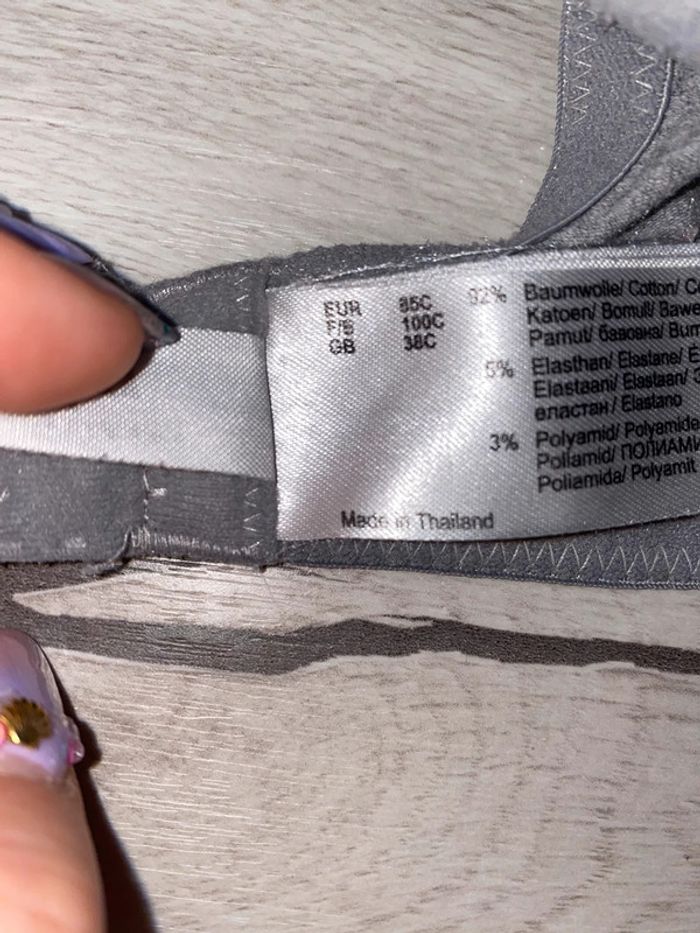 EUR 85C
F/B 100C
GB 38C
92% Baumwolle/ Cotton/
Katoen/ Bomull/
Pamut/ бавовна/
5% Elasthan/ Elastane/
Elastaani/ Elastaan/
еластан/ Elastano
3% Polyamid/ Polyamide
Poliamid/ ПОЛИАМИ
Poliamida/ Polyamit
Made in Thailand